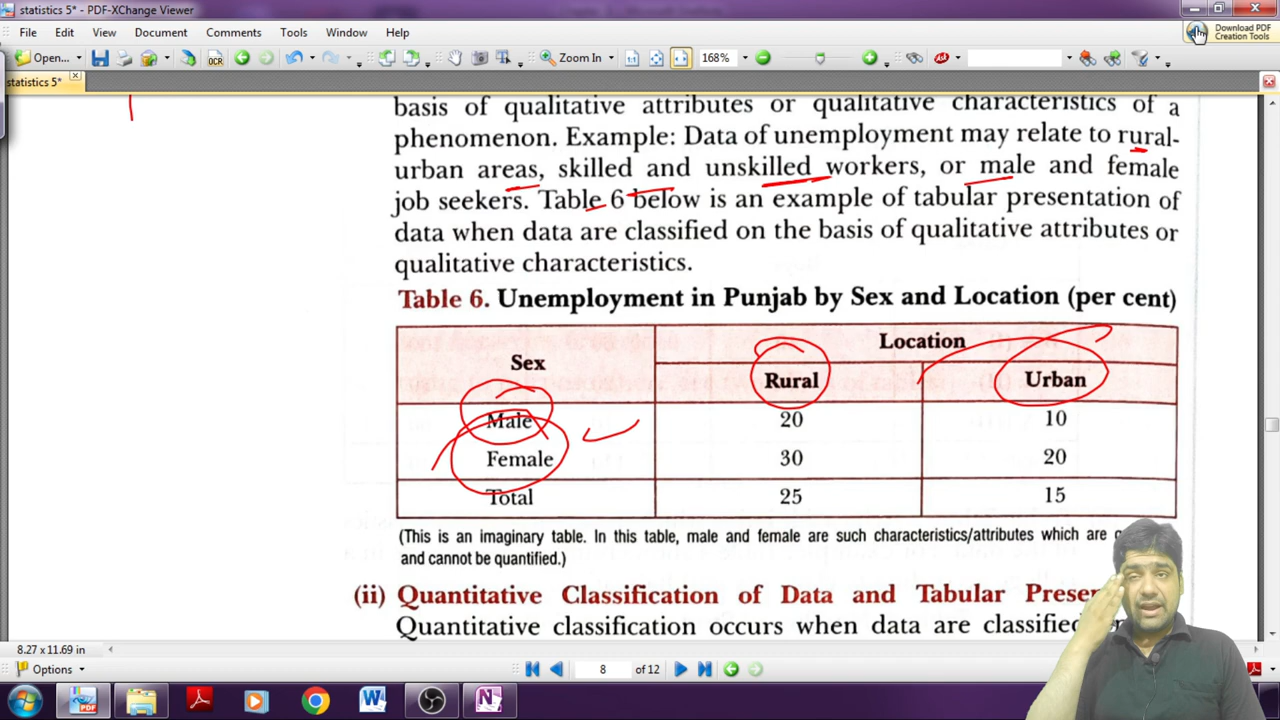 statistics 5* - PDF-XChange Viewer
File Edit View Document Comments Tools Window Help
Download PDF
Creation Tools
Open... OCR Zoom In 168%
statistics 5*
basis of qualitative attributes or qualitative characteristics of a
phenomenon. Example: Data of unemployment may relate to rural-
urban areas, skilled and unskilled workers, or male and female
job seekers. Table 6 below is an example of tabular presentation of
data when data are classified on the basis of qualitative attributes or
qualitative characteristics.
Table 6. Unemployment in Punjab by Sex and Location (per cent)
Sex Location
Rural Urban
Male 20 10
Female 30 20
Total 25 15
(This is an imaginary table. In this table, male and female are such characteristics/attributes which are
and cannot be quantified.)
(ii) Quantitative Classification of Data and Tabular Prese
Quantitative classification occurs when data are classified
8.27 x 11.69 in
Options 8 of 12